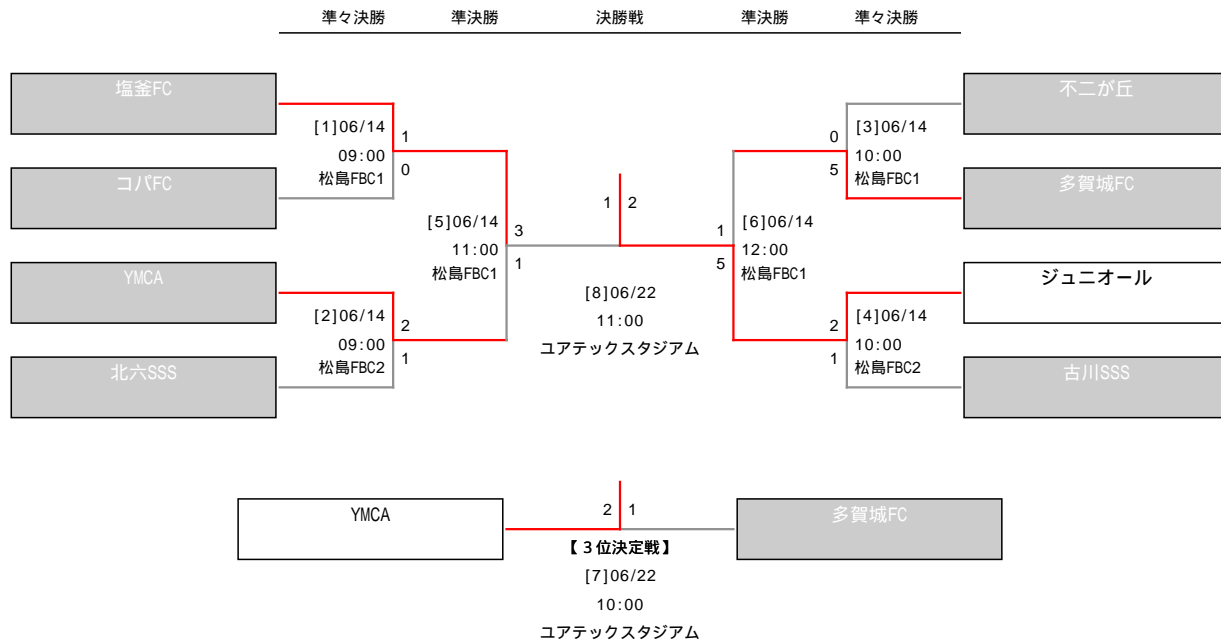 準々決勝 準決勝 決勝戦 準決勝 準々決勝
塩釜FC
不二が丘
[1]06/14
09:00
松島FBC1
1
0
0
5
[3]06/14
10:00
松島FBC1
コパFC
多賀城FC
[5]06/14
11:00
松島FBC1
3
1
1 2
1
5
[6]06/14
12:00
松島FBC1
YMCA
ジュニオール
[8]06/22
11:00
ユアテックスタジアム
[2]06/14
09:00
松島FBC2
2
1
2
1
[4]06/14
10:00
松島FBC2
北六SSS
古川SSS
YMCA
2 1
多賀城FC
【３位決定戦】
[7]06/22
10:00
ユアテックスタジアム